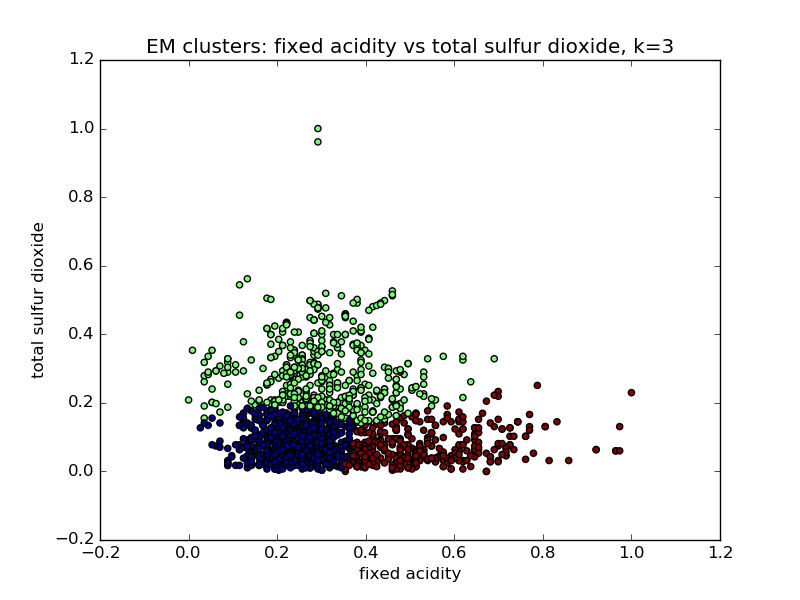 EM clusters: fixed acidity vs total sulfur dioxide, k=3
1.2
1.0
0.8
0.6
0.4
0.2
0.0
−0.2
total sulfur dioxide
−0.2 0.0 0.2 0.4 0.6 0.8 1.0 1.2
fixed acidity